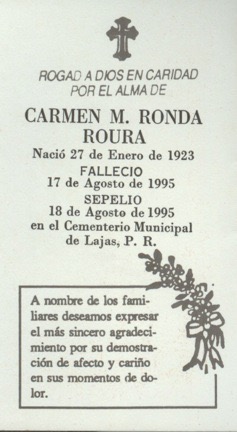 ROGAD A DIOS EN CARIDAD
POR EL ALMA DE
CARMEN M. RONDA
ROURA
Nació 27 de Enero de 1923
FALLECIO
17 de Agosto de 1995
SEPELIO
18 de Agosto de 1995
en el Cementerio Municipal
de Lajas, P. R.
A nombre de los fami-
liares deseamos expresar
el más sincero agradeci-
miento por su demostra-
ción de afecto y cariño
en sus momentos de do-
lor.